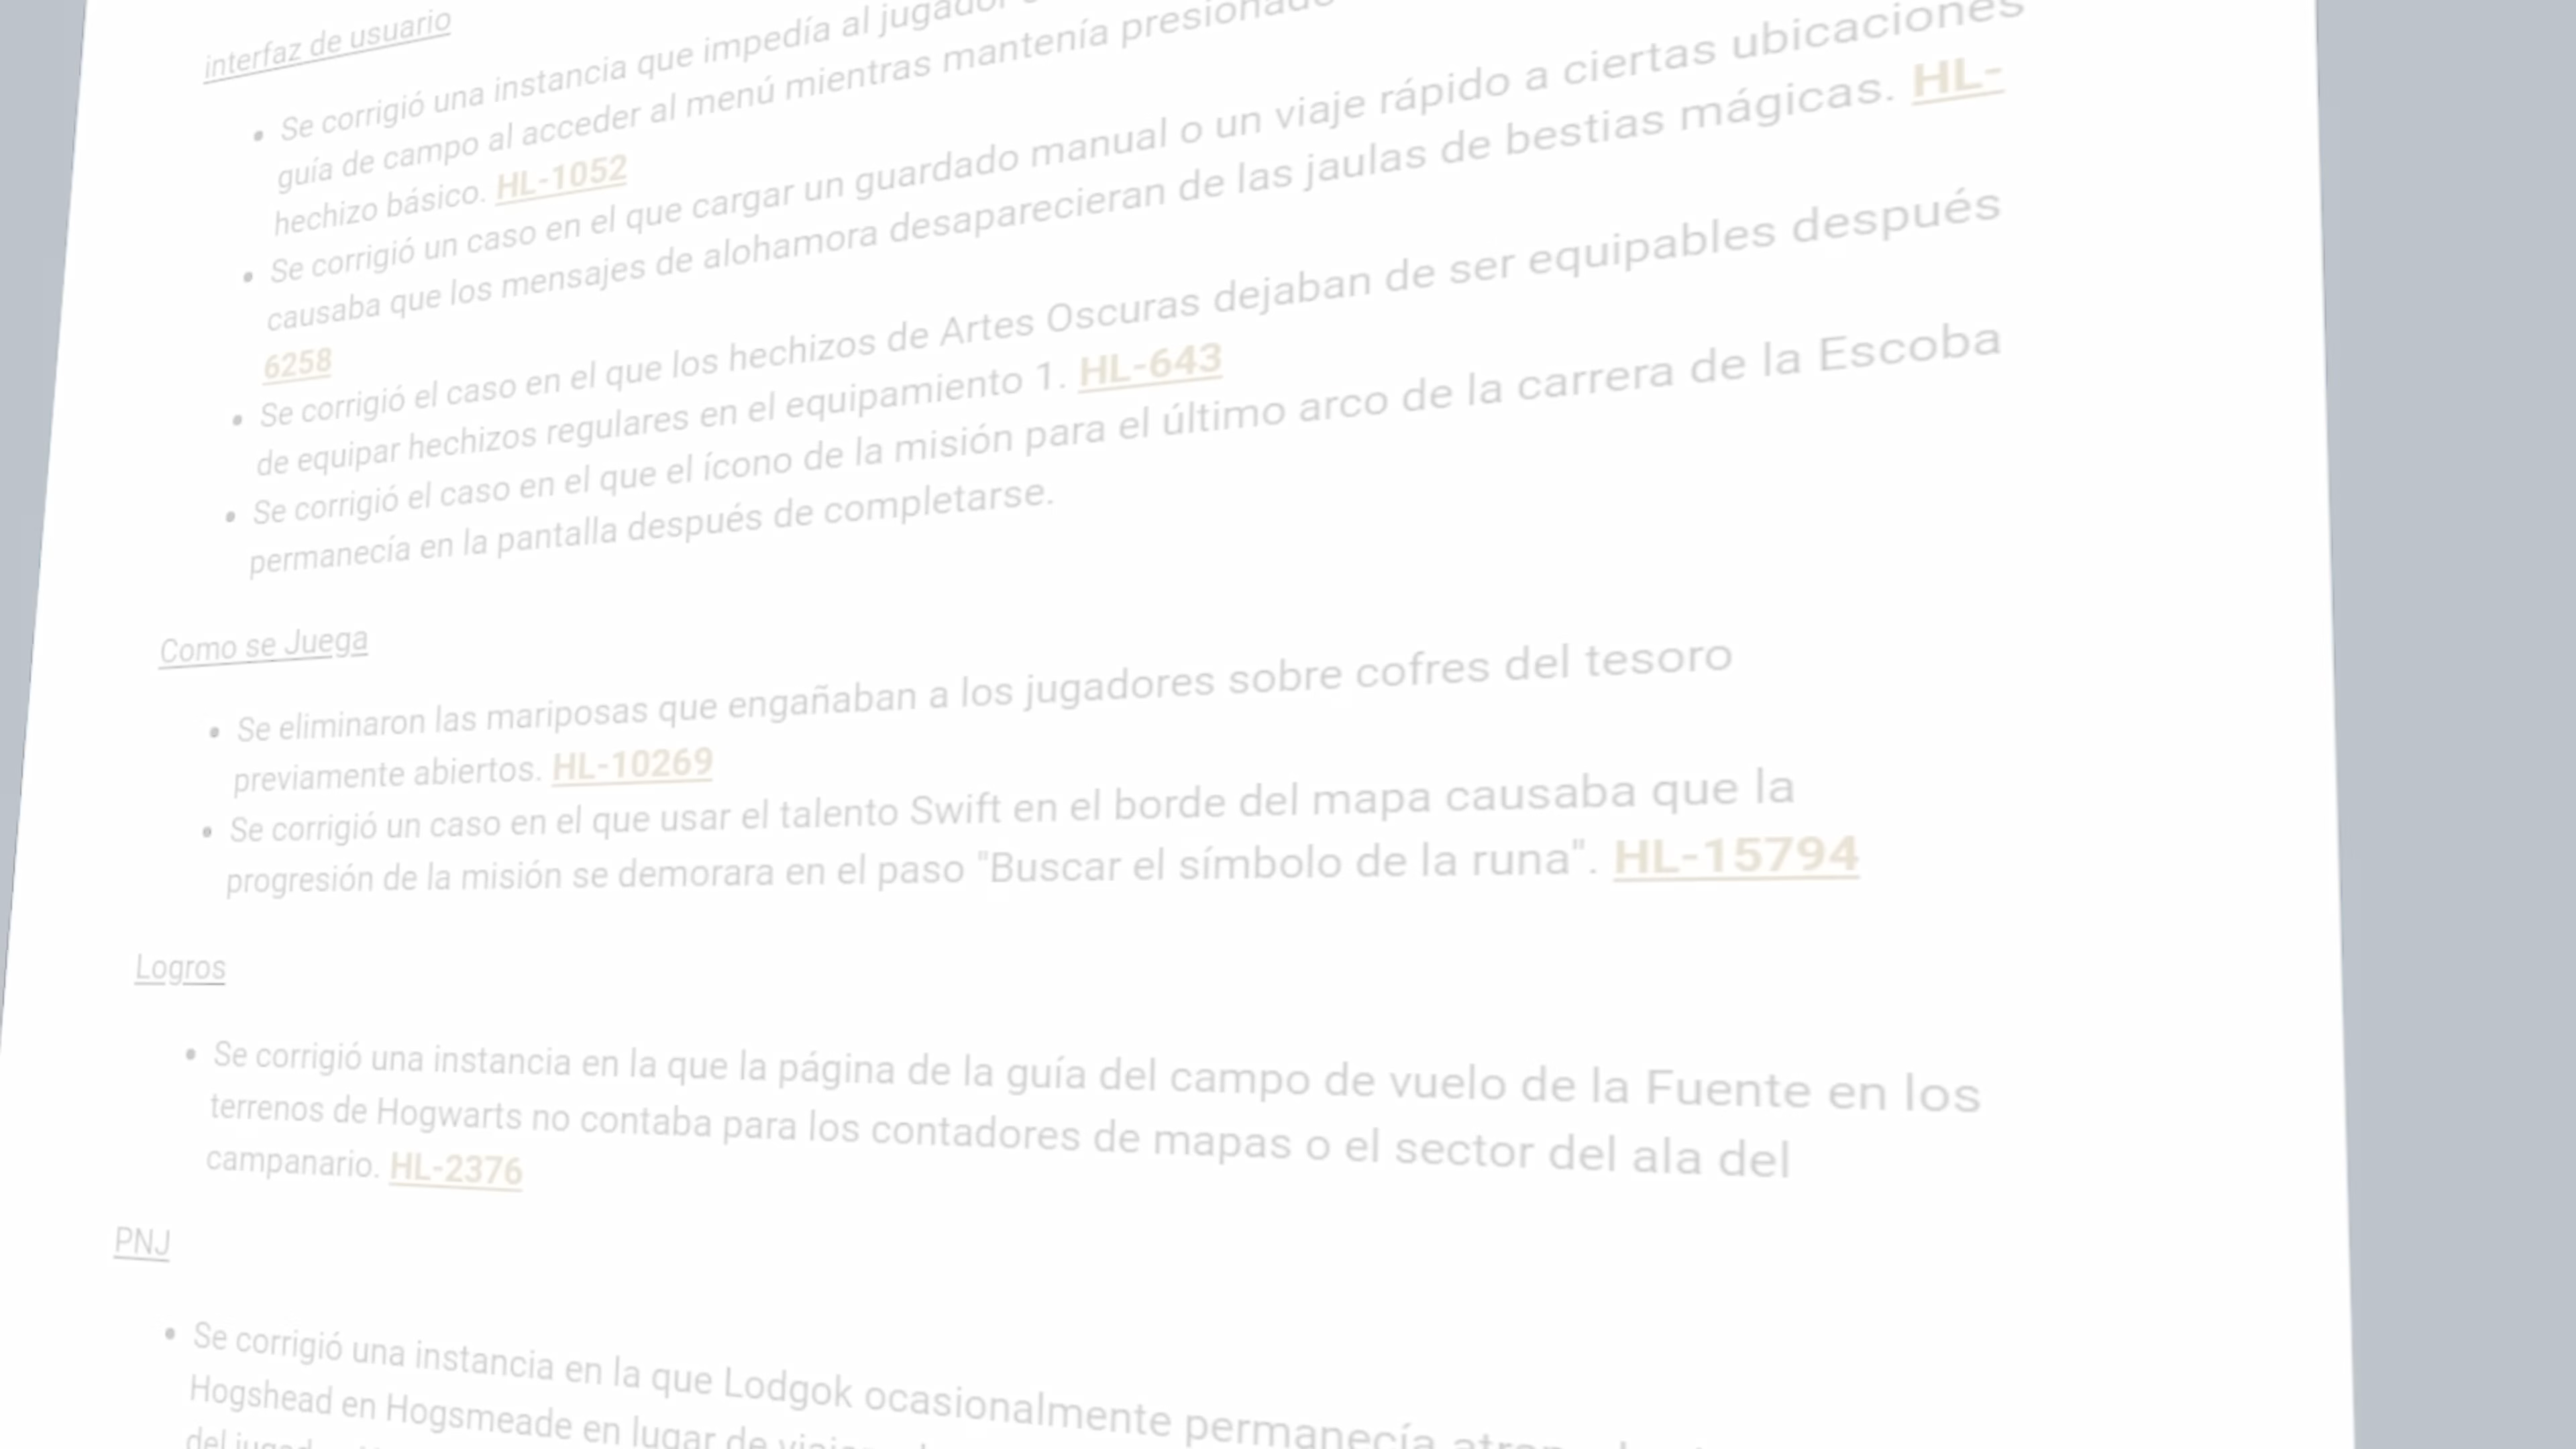 interfaz de usuario
Se corrigió una instancia que impedía al jugador
guía de campo al acceder al menú mientras mantenía presionado
hechizo básico. HL-1052
Se corrigió un caso en el que cargar un guardado manual o un viaje rápido a ciertas ubicaciones
causaba que los mensajes de alohamora desaparecieran de las jaulas de bestias mágicas. HL-
6258
Se corrigió el caso en el que los hechizos de Artes Oscuras dejaban de ser equipables después
de equipar hechizos regulares en el equipamiento 1. HL-643
Se corrigió el caso en el que el ícono de la misión para el último arco de la carrera de la Escoba
permanecía en la pantalla después de completarse.
Como se Juega
Se eliminaron las mariposas que engañaban a los jugadores sobre cofres del tesoro
previamente abiertos. HL-10269
Se corrigió un caso en el que usar el talento Swift en el borde del mapa causaba que la
progresión de la misión se demorara en el paso "Buscar el símbolo de la runa". HL-15794
Logros
Se corrigió una instancia en la que la página de la guía del campo de vuelo de la Fuente en los
terrenos de Hogwarts no contaba para los contadores de mapas o el sector del ala del
campanario. HL-2376
PNJ
Se corrigió una instancia en la que Lodgok ocasionalmente permanecía
Hogshead en Hogsmeade en lugar de